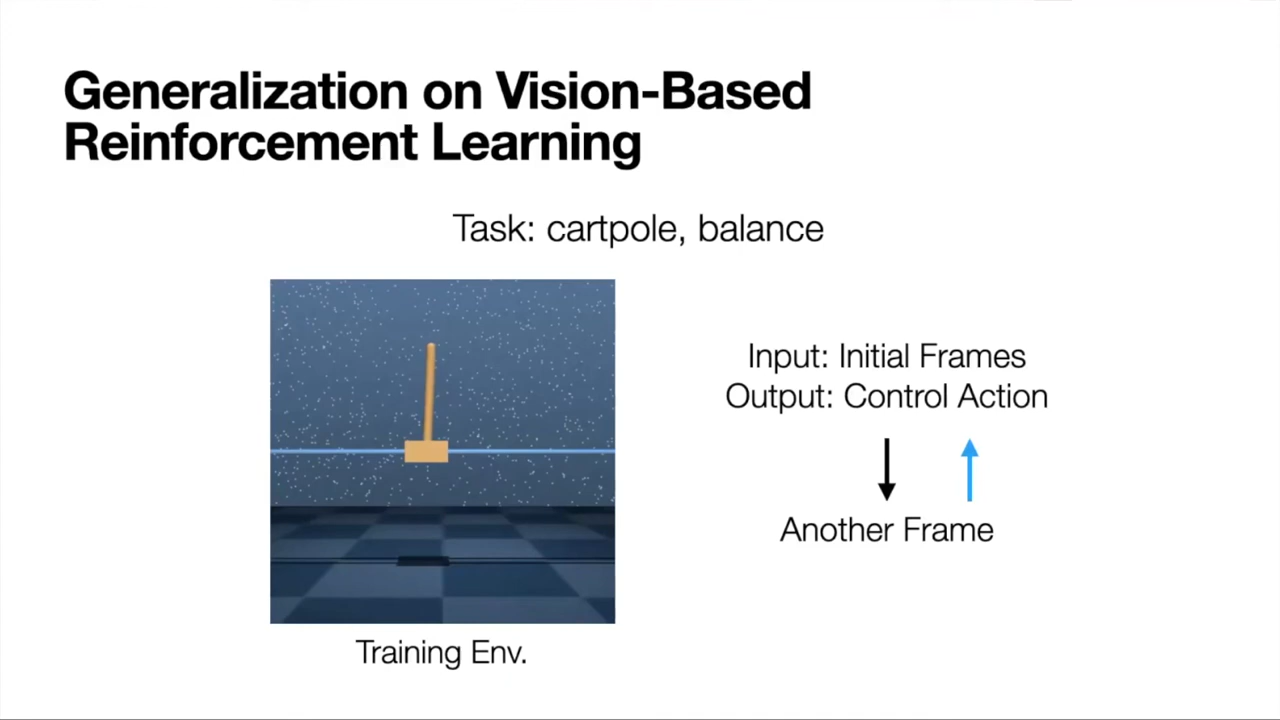 Generalization on Vision-Based
Reinforcement Learning
Task: cartpole, balance
Input: Initial Frames
Output: Control Action
Another Frame
Training Env.